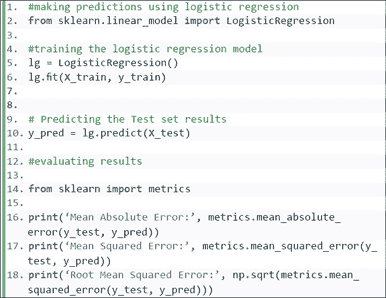 1. #making predictions using logistic regression
2. from sklearn.linear_model import LogisticRegression
3.
4. #training the logistic regression model
5. lg = LogisticRegression()
6. lg.fit(X_train, y_train)
7.
8.
9. # Predicting the Test set results
10. y_pred = lg.predict(X_test)
11.
12. #evaluating results
13.
14. from sklearn import metrics
15.
16. print(‘Mean Absolute Error:’, metrics.mean_absolute_
error(y_test, y_pred))
17. print(‘Mean Squared Error:’, metrics.mean_squared_error(y_
test, y_pred))
18. print(‘Root Mean Squared Error:’, np.sqrt(metrics.mean_
squared_error(y_test, y_pred)))